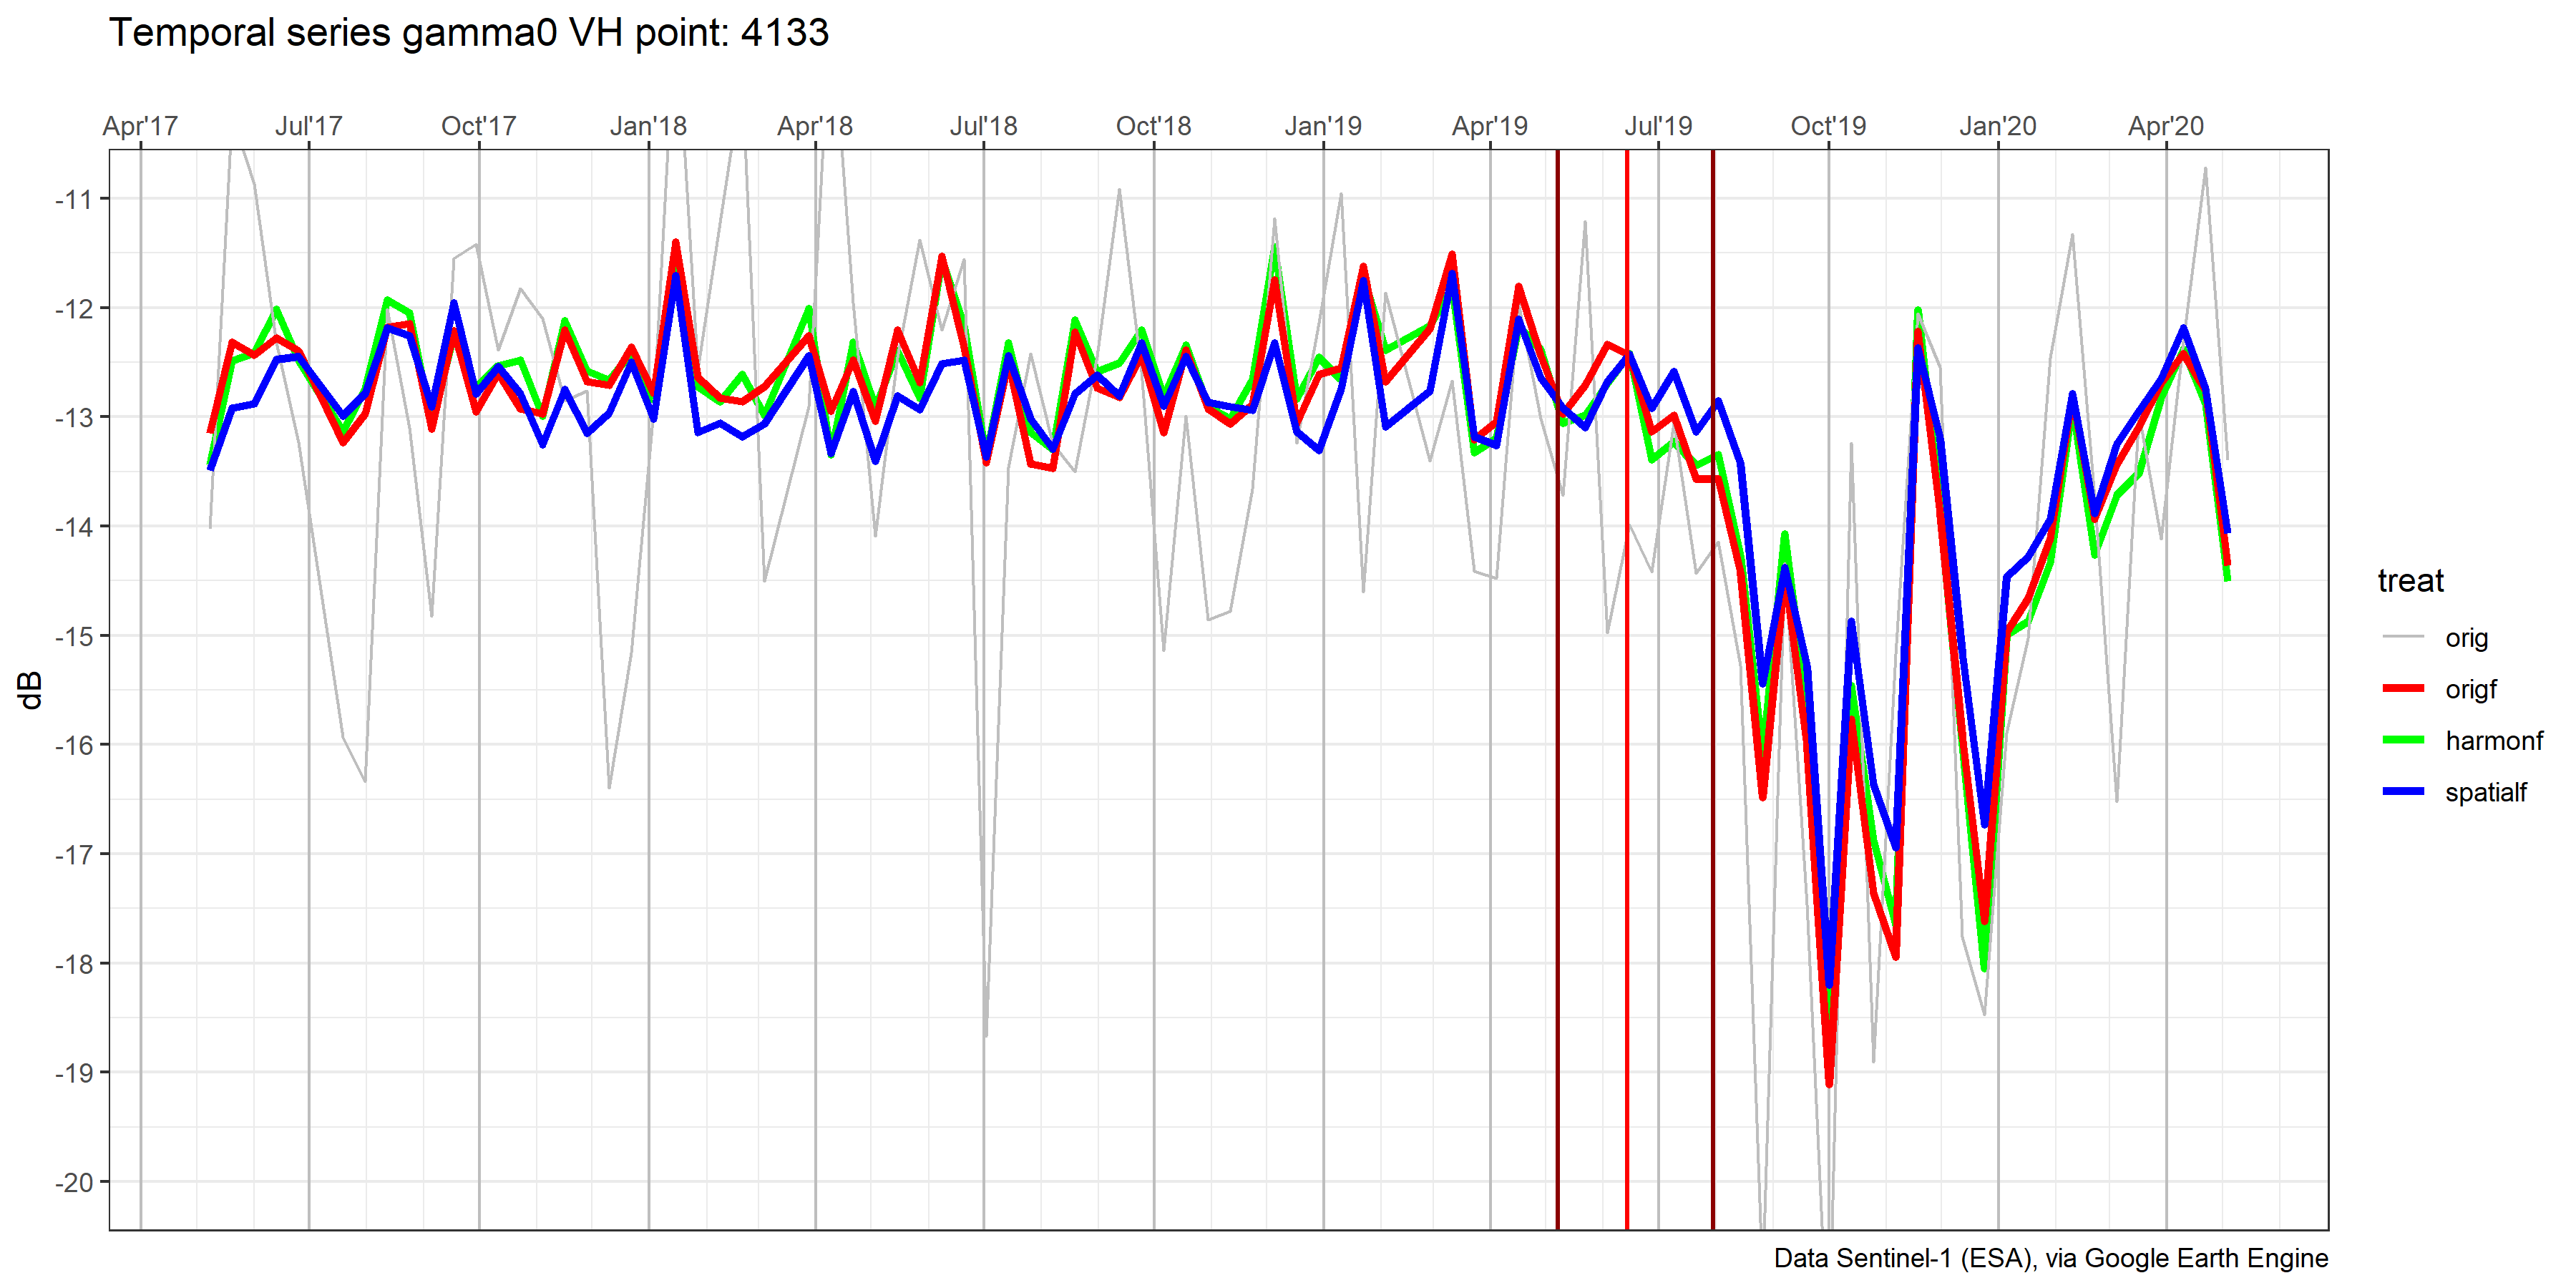 Temporal series gamma0 VH point: 4133
Apr'17 Jul'17 Oct'17 Jan'18 Apr'18 Jul'18 Oct'18 Jan'19 Apr'19 Jul'19 Oct'19 Jan'20 Apr'20
-11
-12
-13
-14
-15
-16
-17
-18
-19
-20
dB
treat
orig
origf
harmonf
spatialf
Data Sentinel-1 (ESA), via Google Earth Engine